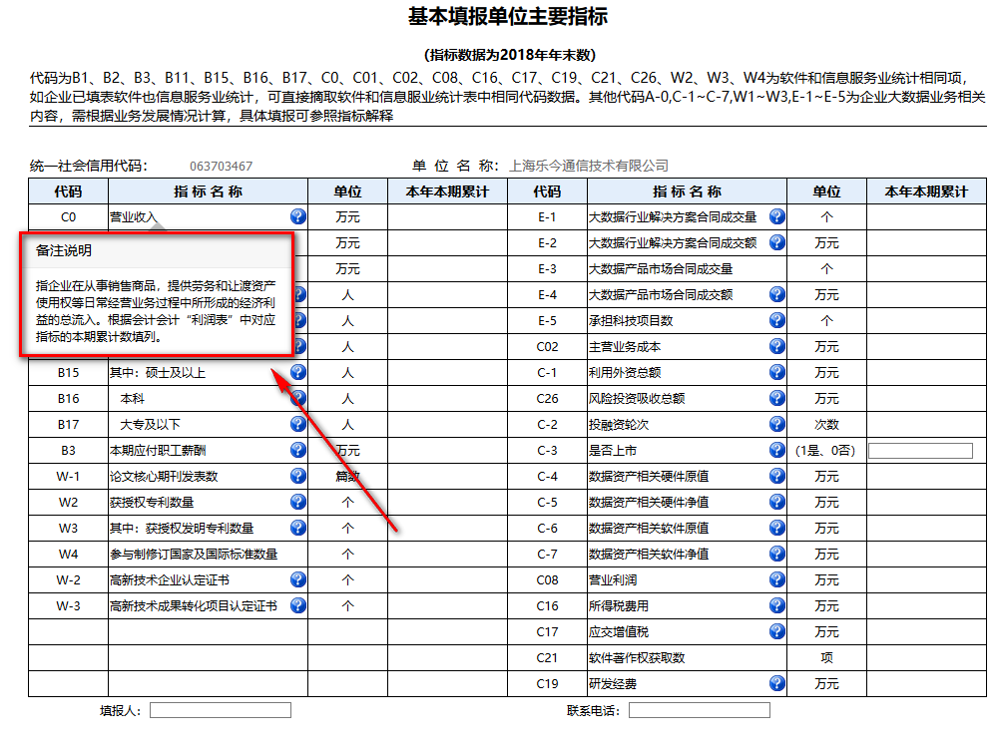 基本填报单位主要指标
(指标数据为2018年年末数)
代码为B1、B2、B3、B11、B15、B16、B17、C0、C01、C02、C08、C16、C17、C19、C21、C26、W2、W3、W4为软件和信息服务业统计相同项，
如企业已填表软件也信息服务业统计，可直接摘取软件和信息服业统计表中相同代码数据。其他代码A-0,C-1~C-7,W1~W3,E-1~E-5为企业大数据业务相关
内容，需根据业务发展情况计算，具体填报可参照指标解释
统一社会信用代码： 063703467 单 位 名 称： 上海乐今通信技术有限公司
代码 指 标 名 称 单位 本年本期累计 代码 指 标 名 称 单位 本年本期累计
C0 营业收入 ? 万元 E-1 大数据行业解决方案合同成交量 ? 个
万元 E-2 大数据行业解决方案合同成交额 ? 万元
万元 E-3 大数据产品市场合同成交量 个
? 人 E-4 大数据产品市场合同成交额 ? 万元
? 人 E-5 承担科技项目数 ? 个
? 人 C02 主营业务成本 ? 万元
备注说明
指企业在从事销售商品，提供劳务和让渡资产
使用权等日常经营业务过程中所形成的经济利
益的总流入。根据会计会计“利润表”中对应
指标的本期累计数填列。
B15 其中：硕士及以上 ? 人 C-1 利用外资总额 ? 万元
B16 本科 ? 人 C26 风险投资吸收总额 ? 万元
B17 大专及以下 ? 人 C-2 投融资轮次 ? 次数
B3 本期应付职工薪酬 ? 万元 C-3 是否上市 ? (1是、0否)
W-1 论文核心期刊发表数 ? 篇数 C-4 数据资产相关硬件原值 ? 万元
W2 获授权专利数量 ? 个 C-5 数据资产相关硬件净值 ? 万元
W3 其中：获授权发明专利数量 ? 个 C-6 数据资产相关软件原值 ? 万元
W4 参与制修订国家及国际标准数量 个 C-7 数据资产相关软件净值 ? 万元
W-2 高新技术企业认定证书 ? 个 C08 营业利润 ? 万元
W-3 高新技术成果转化项目认定证书 ? 个 C16 所得税费用 ? 万元
C17 应交增值税 ? 万元
C21 软件著作权获取数 项
C19 研发经费 ? 万元
填报人： 联系电话：